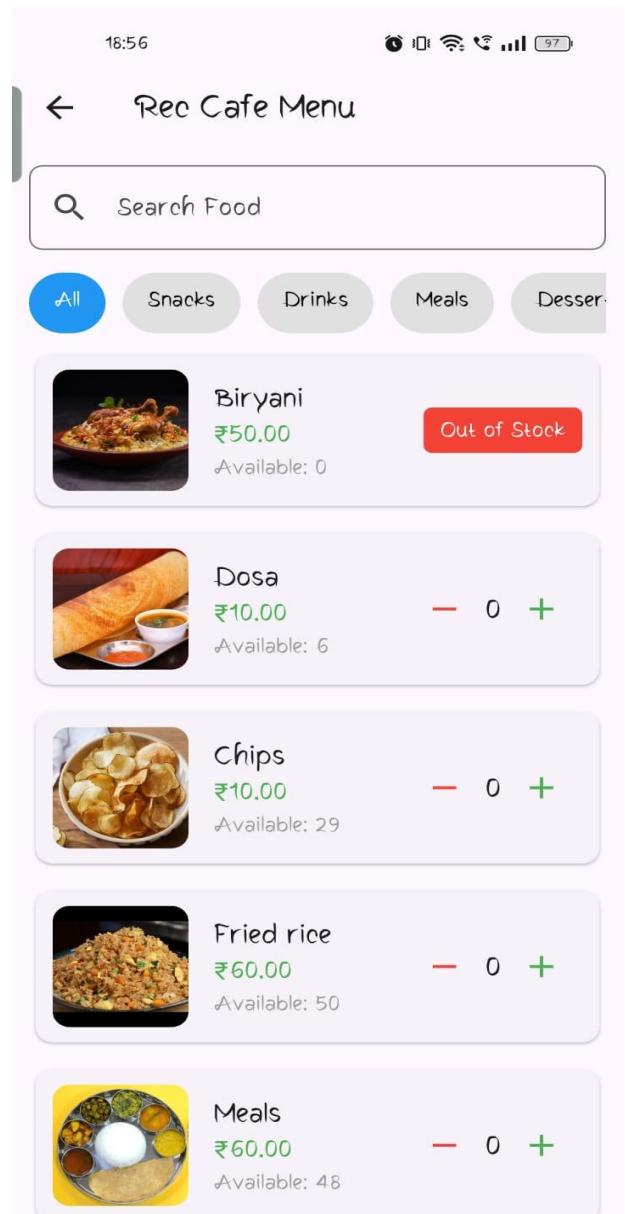 18:56
97
Rec Cafe Menu
Search Food
All Snacks Drinks Meals Desser
Biryani
₹50.00
Available: 0
Out of Stock
Dosa
₹10.00
Available: 6
0
Chips
₹10.00
Available: 29
0
Fried rice
₹60.00
Available: 50
0
Meals
₹60.00
Available: 48
0